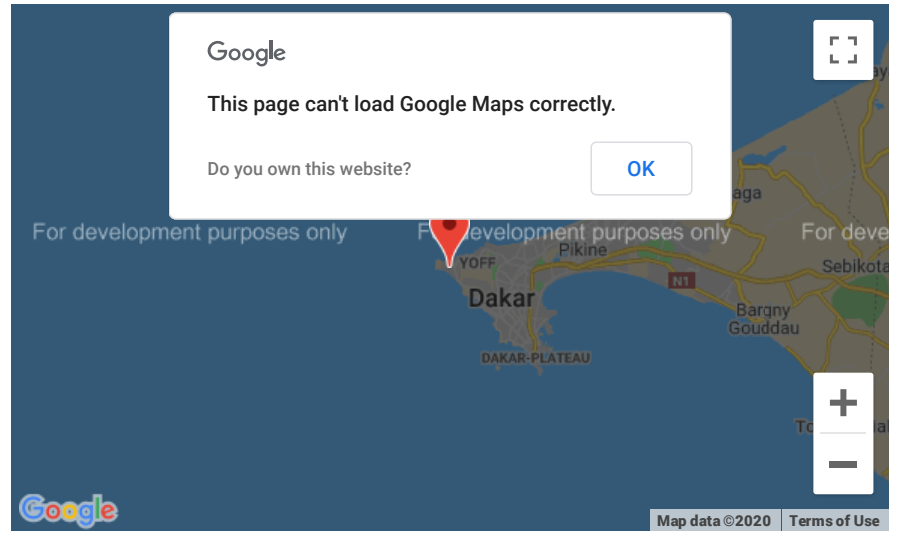 Google
This page can't load Google Maps correctly.
Do you own this website?
OK
For development purposes only
development purposes only
For deve
YOFF
Pikine
Dakar
N1
Sebikota
Bargny
Gouddau
DAKAR-PLATEAU
Google
Map data ©2020
Terms of Use